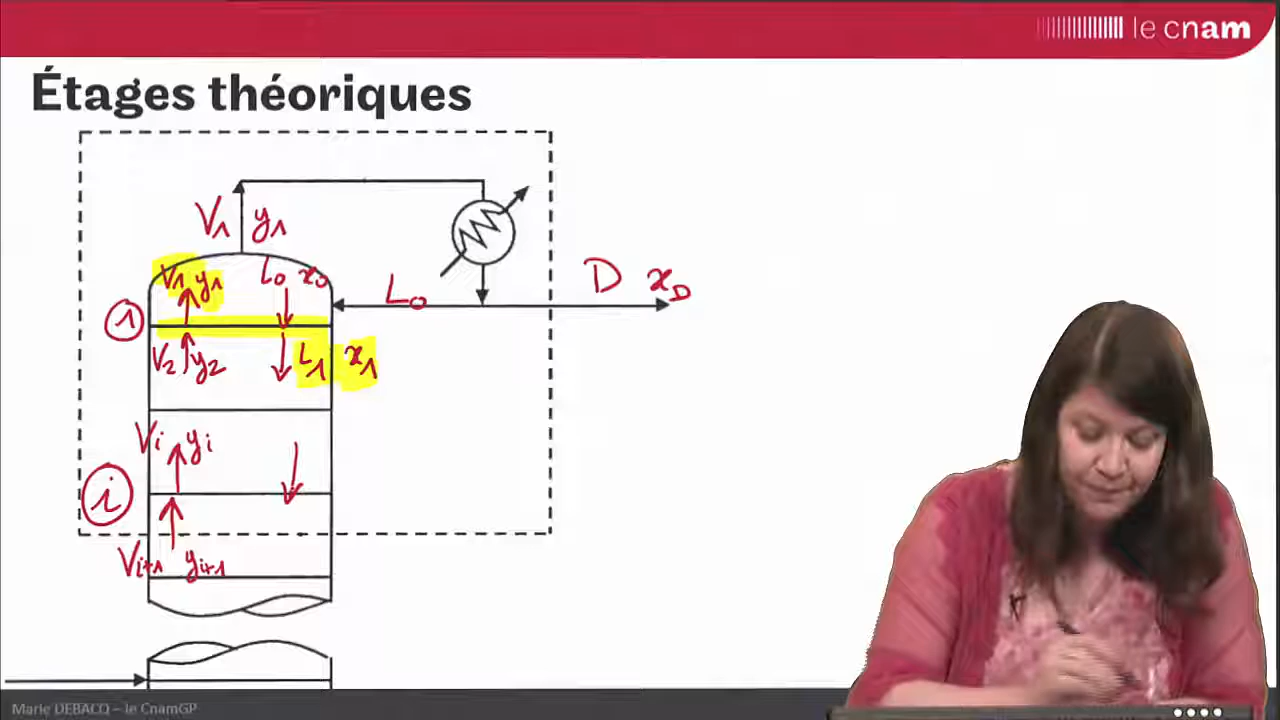 le cnam
Étages théoriques
V1 y1
V1 y1 L0 x0
L0 D xD
1
V2 y2 L1 x1
Vi yi
i
Vi+1 yi+1
Marie DEBACQ – le CnamGP